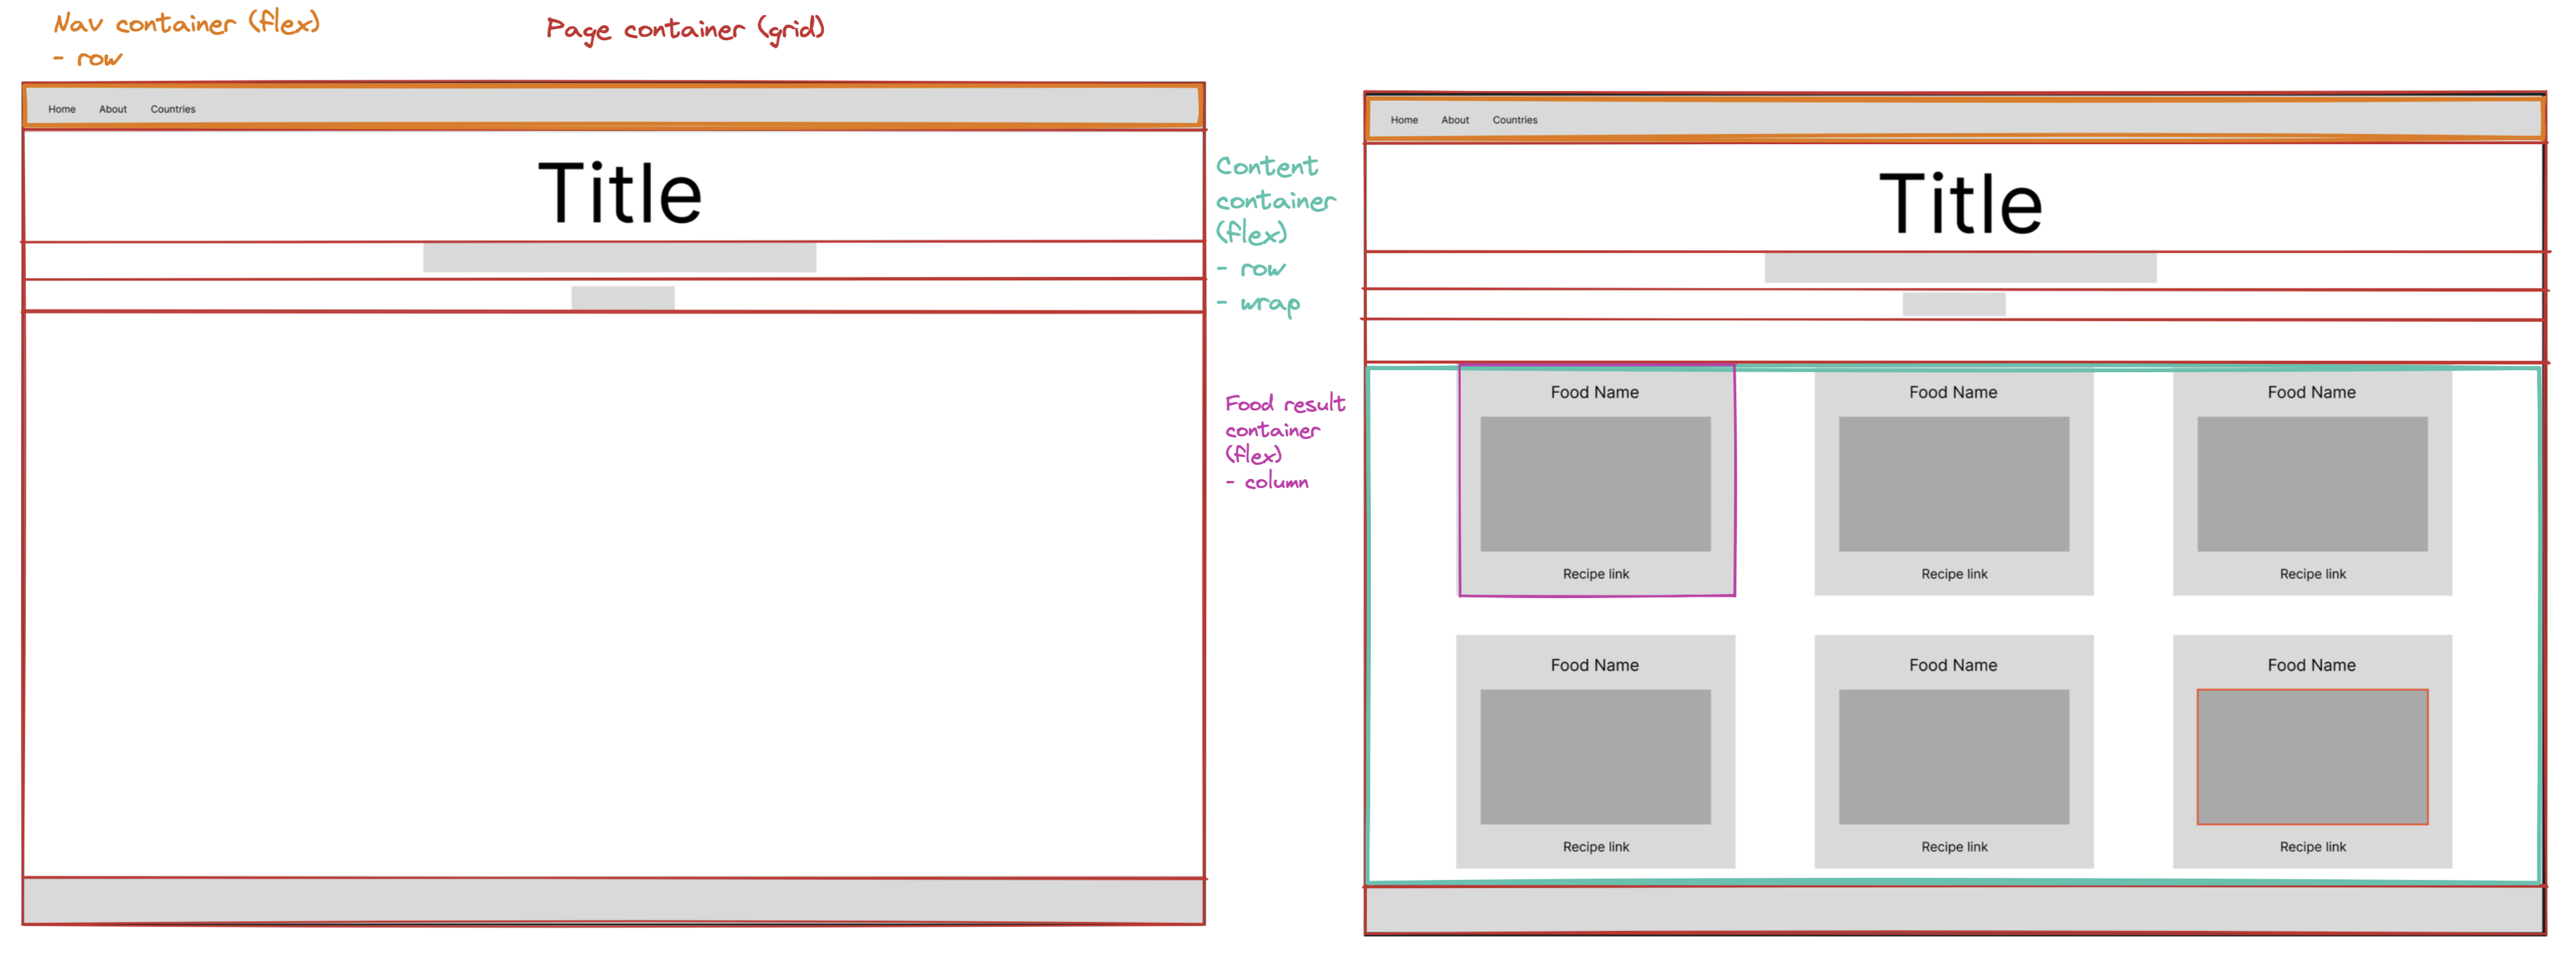 Nav container (flex)
- row
Page container (grid)
Home About Countries
Title
Content
container
(flex)
- row
- wrap
Food result
container
(flex)
- column
Home About Countries
Title
Food Name Food Name Food Name
Recipe link Recipe link Recipe link
Food Name Food Name Food Name
Recipe link Recipe link Recipe link